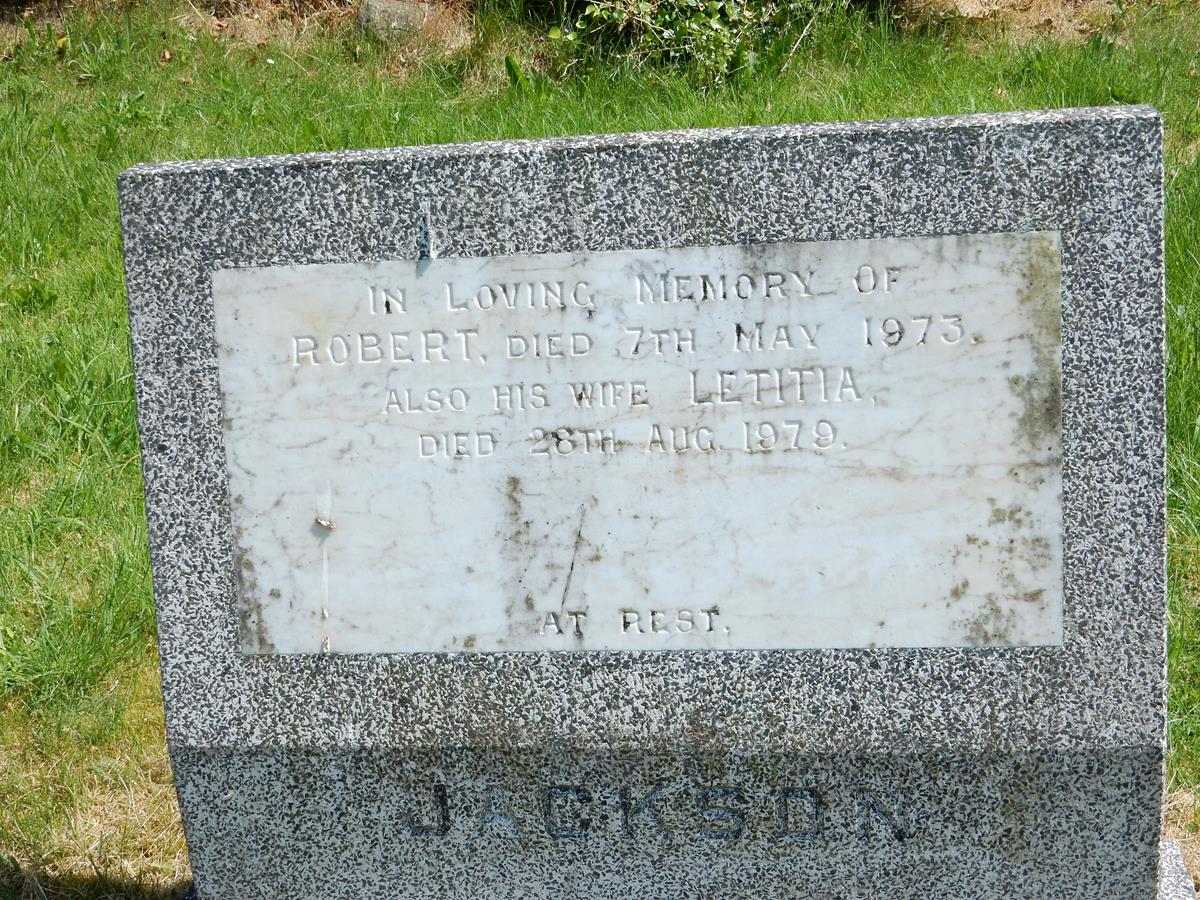 IN LOVING MEMORY OF
ROBERT, DIED 7TH MAY 1973.
ALSO HIS WIFE LETITIA,
DIED 28TH AUG. 1979.
AT REST.
JACKSON